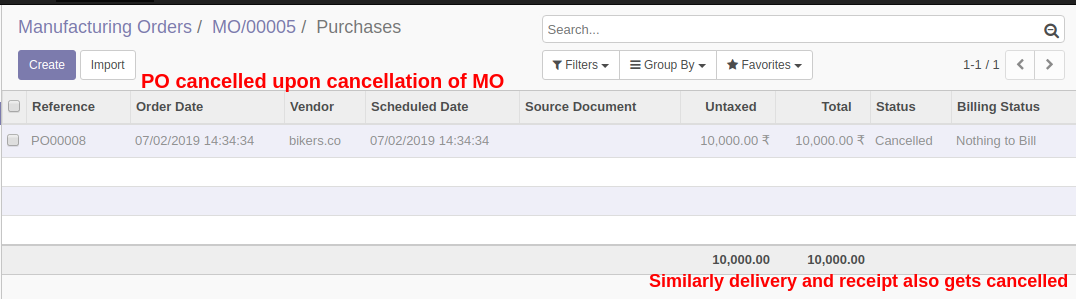 Manufacturing Orders / MO/00005 / Purchases
Search...
Create Import
Filters Group By Favorites 1-1 / 1
PO cancelled upon cancellation of MO
Reference Order Date Vendor Scheduled Date Source Document Untaxed Total Status Billing Status
PO00008 07/02/2019 14:34:34 bikers.co 07/02/2019 14:34:34 10,000.00 ₹ 10,000.00 ₹ Cancelled Nothing to Bill
10,000.00 10,000.00
Similarly delivery and receipt also gets cancelled